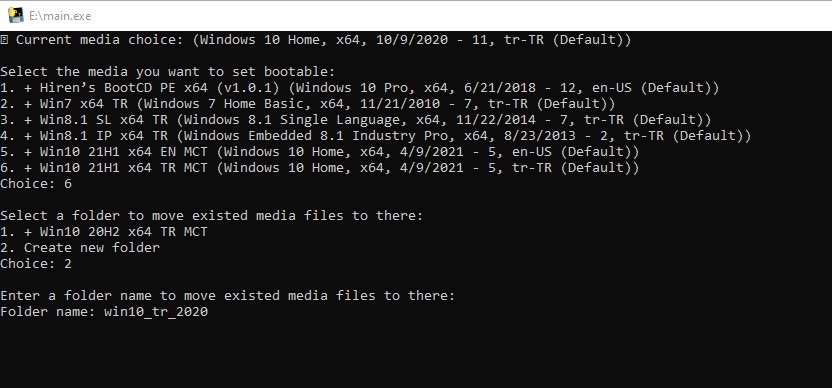 E:\main.exe
Current media choice: (Windows 10 Home, x64, 10/9/2020 - 11, tr-TR (Default))
Select the media you want to set bootable:
1. + Hiren’s BootCD PE x64 (v1.0.1) (Windows 10 Pro, x64, 6/21/2018 - 12, en-US (Default))
2. + Win7 x64 TR (Windows 7 Home Basic, x64, 11/21/2010 - 7, tr-TR (Default))
3. + Win8.1 SL x64 TR (Windows 8.1 Single Language, x64, 11/22/2014 - 7, tr-TR (Default))
4. + Win8.1 IP x64 TR (Windows Embedded 8.1 Industry Pro, x64, 8/23/2013 - 2, tr-TR (Default))
5. + Win10 21H1 x64 EN MCT (Windows 10 Home, x64, 4/9/2021 - 5, en-US (Default))
6. + Win10 21H1 x64 TR MCT (Windows 10 Home, x64, 4/9/2021 - 5, tr-TR (Default))
Choice: 6
Select a folder to move existed media files to there:
1. + Win10 20H2 x64 TR MCT
2. Create new folder
Choice: 2
Enter a folder name to move existed media files to there:
Folder name: win10_tr_2020